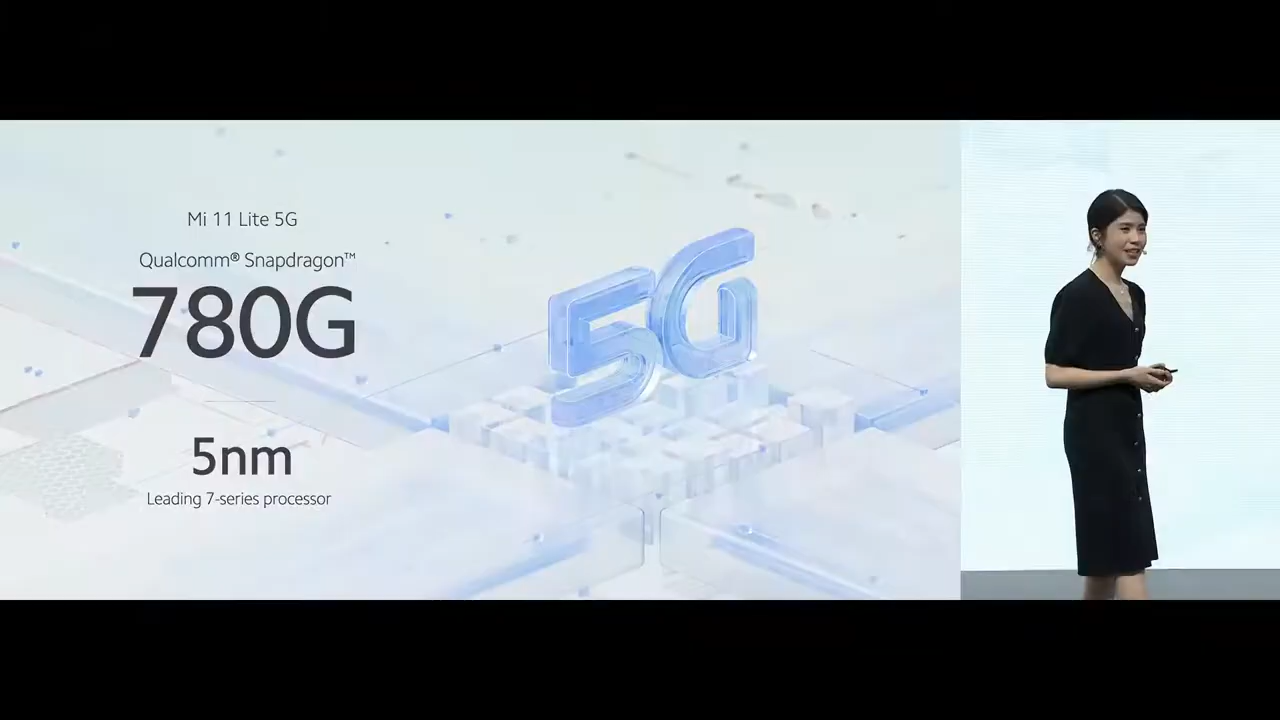 Mi 11 Lite 5G
Qualcomm® Snapdragon™
780G
5nm
Leading 7-series processor
5G